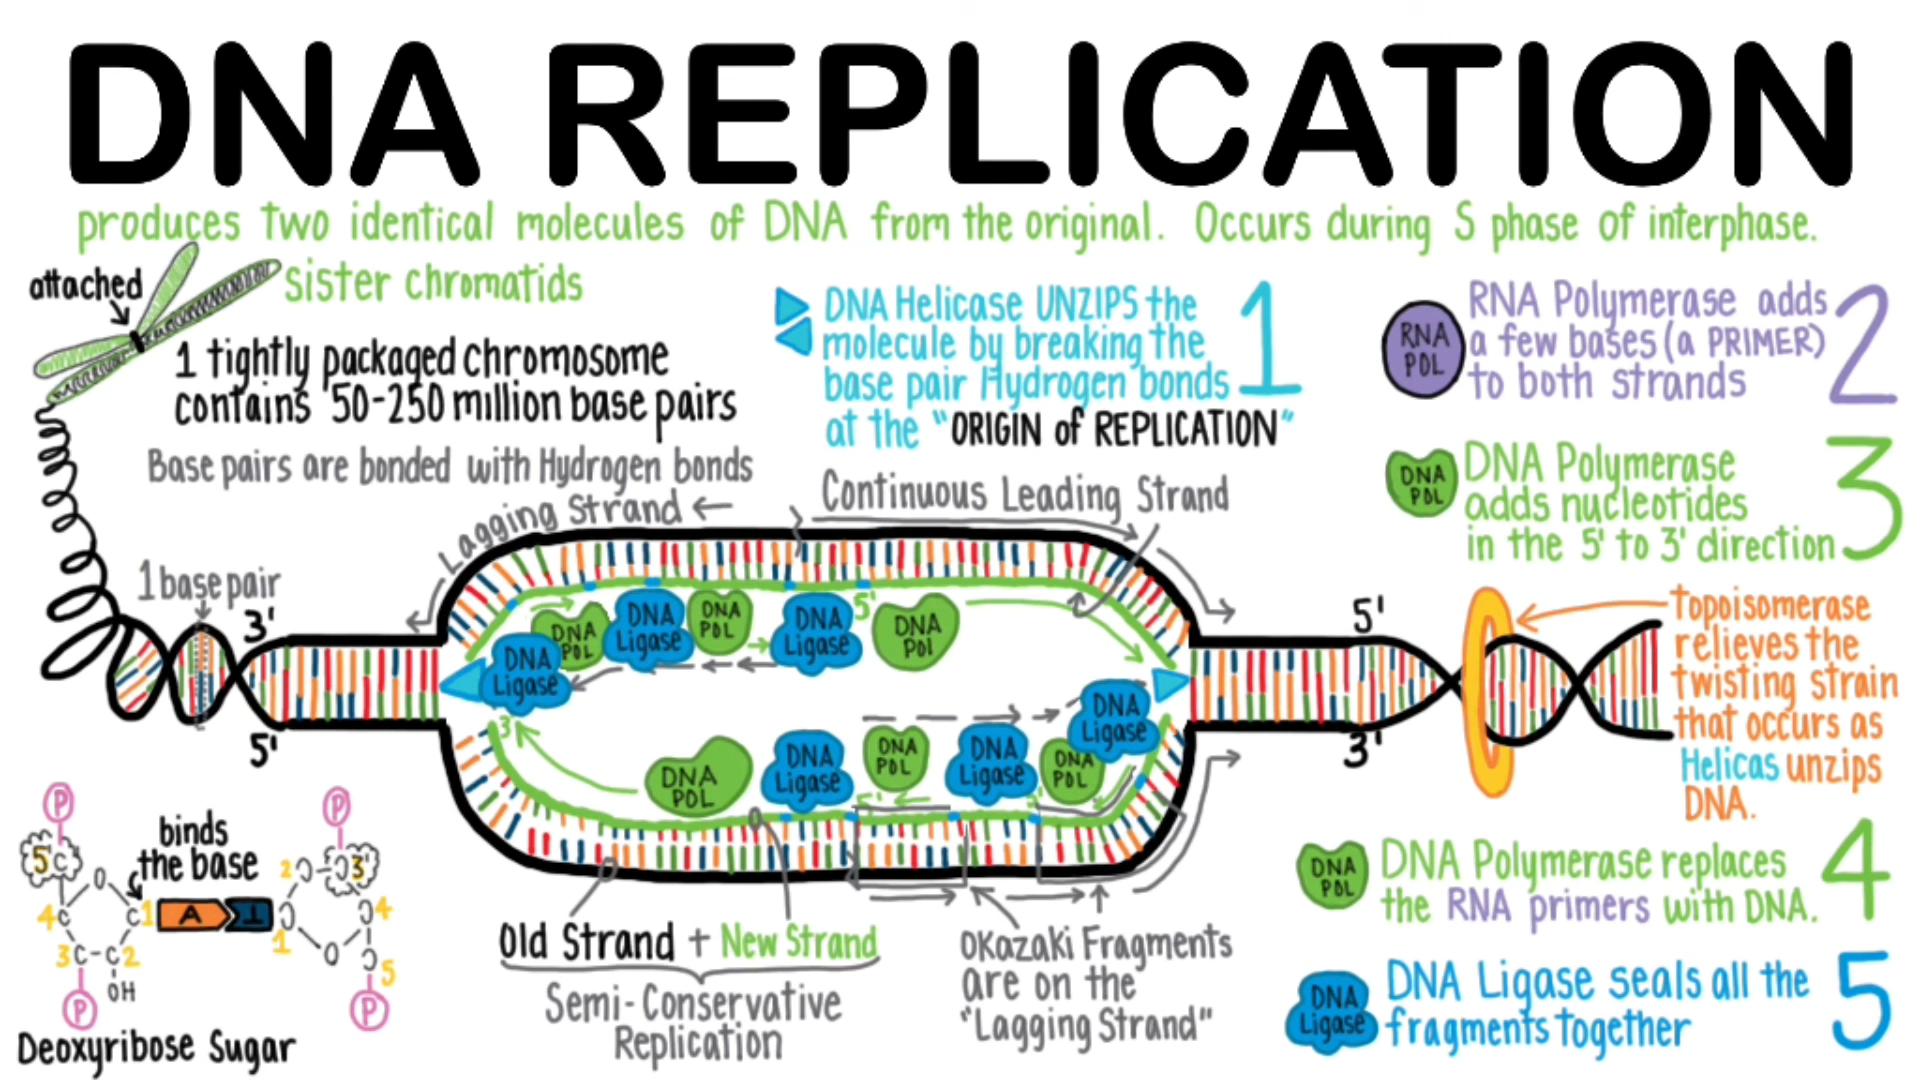 DNA REPLICATION
produces two identical molecules of DNA from the original. Occurs during S phase of interphase.
attached
sister chromatids
1 tightly packaged chromosome
contains 50-250 million base pairs
Base pairs are bonded with Hydrogen bonds
DNA Helicase UNZIPS the
molecule by breaking the
base pair Hydrogen bonds
at the "ORIGIN of REPLICATION"
1
RNA
POL
RNA Polymerase adds
a few bases (a PRIMER)
to both strands
2
DNA
POL
DNA Polymerase
adds nucleotides
in the 5' to 3' direction
3
Lagging Strand ←
Continuous Leading Strand
1 base pair
3'
5'
5'
3'
DNA
Ligase
DNA
POL
DNA
Ligase
DNA
POL
DNA
Ligase
5'
DNA
POl
3'
DNA
POL
DNA
Ligase
DNA
POL
5'
DNA
Ligase
DNA
POL
DNA
Ligase
Topoisomerase
relieves the
twisting strain
that occurs as
Helicas unzips
DNA.
P
5'
C
O
4
C
C
1
3
C-C
2
OH
P
Deoxyribose Sugar
binds
the base
A
T
P
2
C
C
3'
C
C
4
1
O
C
5
P
Old Strand + New Strand
Semi-Conservative
Replication
Okazaki Fragments
are on the
"Lagging Strand"
DNA
POL
DNA Polymerase replaces
the RNA primers with DNA.
4
DNA
Ligase
DNA Ligase seals all the
fragments together
5